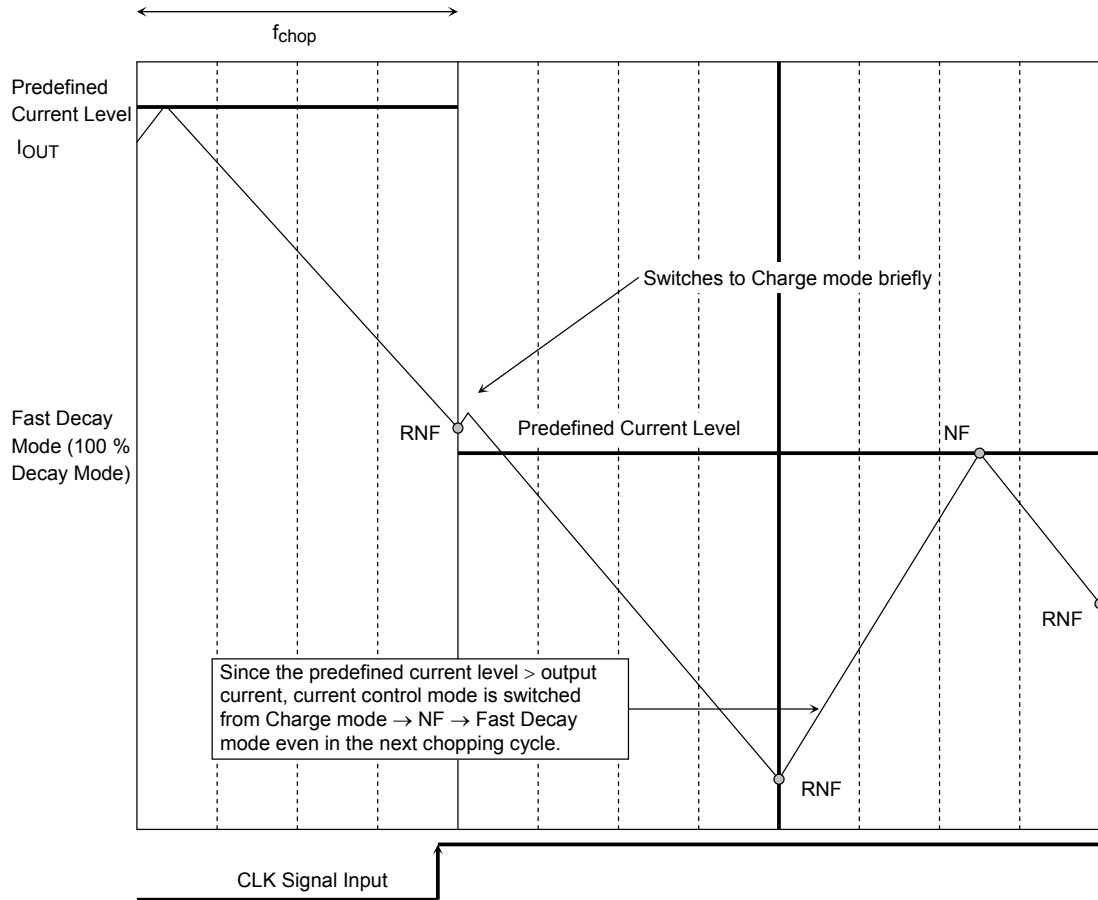 fchop
Predefined
Current Level
IOUT
Switches to Charge mode briefly
Fast Decay
Mode (100 %
Decay Mode)
RNF
Predefined Current Level
NF
RNF
Since the predefined current level > output
current, current control mode is switched
from Charge mode → NF → Fast Decay
mode even in the next chopping cycle.
RNF
CLK Signal Input